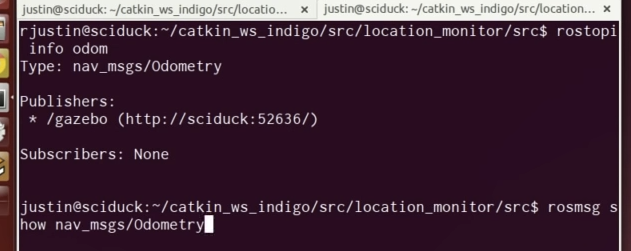 justin@sciduck: ~/catkin_ws_indigo/src/locatio... × justin@sciduck: ~/catkin_ws_indigo/src/location... ×
rjustin@sciduck:~/catkin_ws_indigo/src/location_monitor/src$ rostopi
info odom
Type: nav_msgs/Odometry
Publishers:
* /gazebo (http://sciduck:52636/)
Subscribers: None
justin@sciduck:~/catkin_ws_indigo/src/location_monitor/src$ rosmsg s
how nav_msgs/Odometry